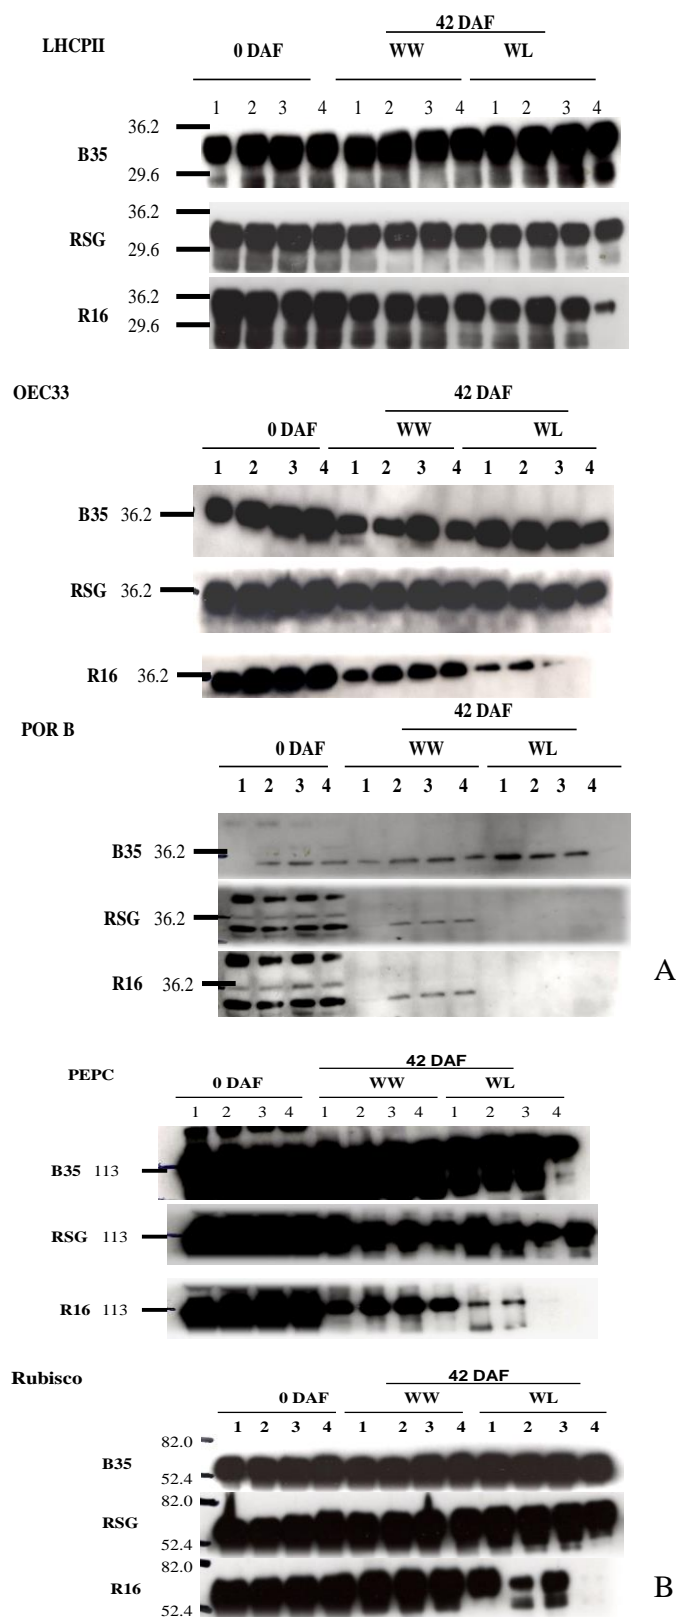 42 DAF
LHCPII 0 DAF WW WL
1 2 3 4 1 2 3 4 1 2 3 4
36.2
B35
29.6
36.2
RSG
29.6
36.2
R16
29.6
OEC33
42 DAF
0 DAF WW WL
1 2 3 4 1 2 3 4 1 2 3 4
B35 36.2
RSG 36.2
R16 36.2
42 DAF
POR B
0 DAF WW WL
1 2 3 4 1 2 3 4 1 2 3 4
B35 36.2
RSG 36.2
R16 36.2
A
42 DAF
PEPC 0 DAF WW WL
1 2 3 4 1 2 3 4 1 2 3 4
B35 113
RSG 113
R16 113
Rubisco 42 DAF
0 DAF WW WL
1 2 3 4 1 2 3 4 1 2 3 4
82.0
B35
52.4
82.0
RSG
52.4
82.0
R16
52.4
B